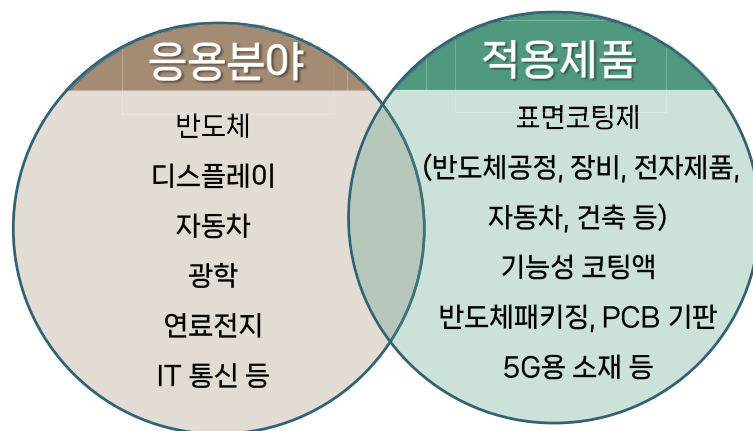 응용분야
반도체
디스플레이
자동차
광학
연료전지
IT 통신 등
적용제품
표면코팅제
(반도체공정, 장비, 전자제품,
자동차, 건축 등)
기능성 코팅액
반도체패키징, PCB 기판
5G용 소재 등